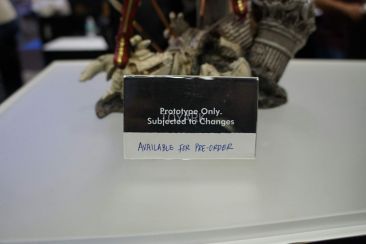 Prototype Only.
Subjected to Changes
AVAILABLE FOR PRE-ORDER